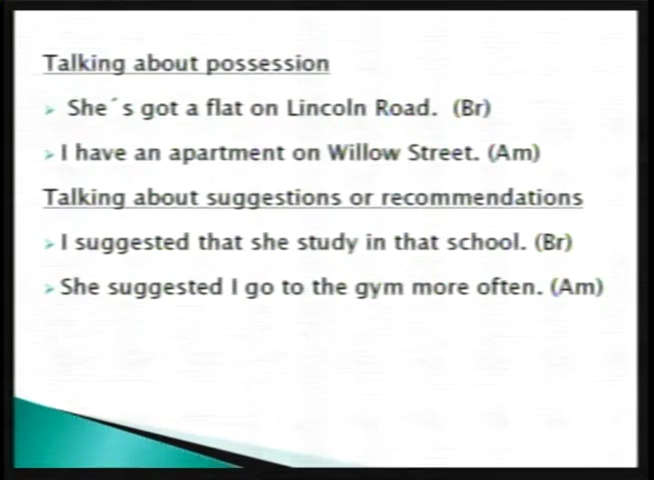 Talking about possession
She´s got a flat on Lincoln Road. (Br)
I have an apartment on Willow Street. (Am)
Talking about suggestions or recommendations
I suggested that she study in that school. (Br)
She suggested I go to the gym more often. (Am)